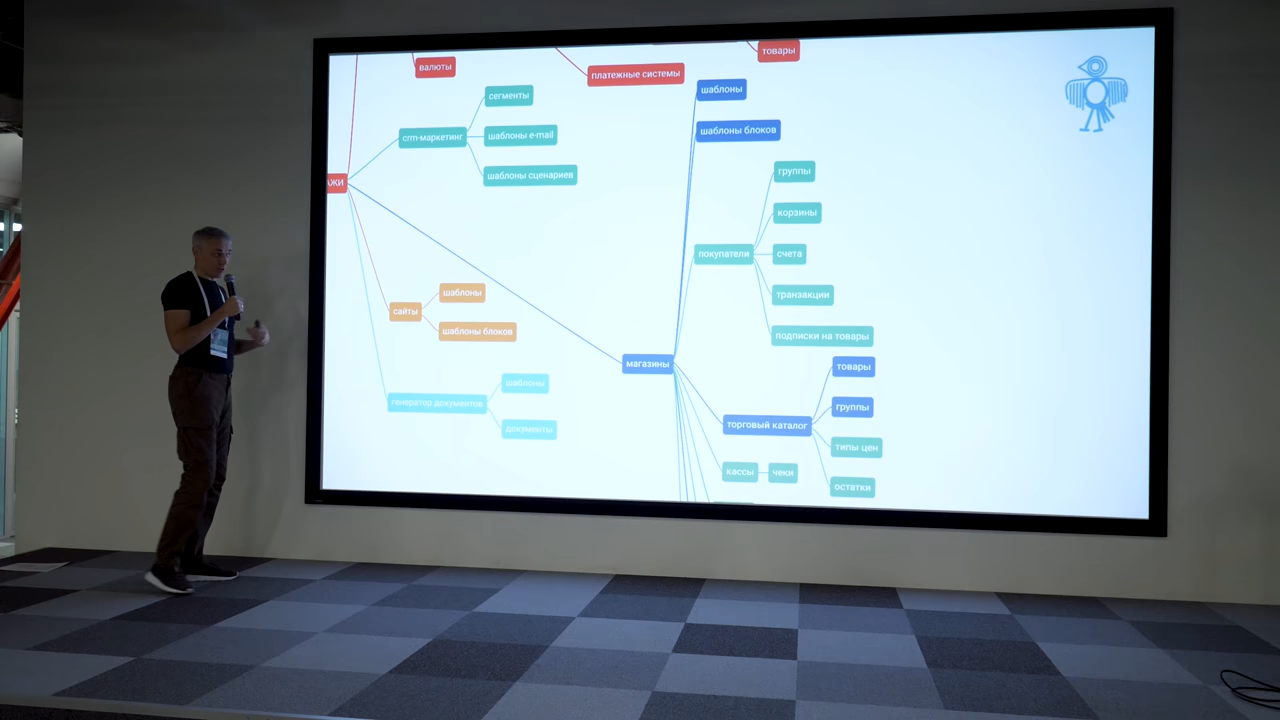 валюты
платежные системы
товары
сегменты
crm-маркетинг
шаблоны e-mail
шаблоны сценариев
ажи
сайты
шаблоны
шаблоны блоков
генератор документов
шаблоны
документы
магазины
шаблоны
шаблоны блоков
покупатели
группы
корзины
счета
транзакции
подписки на товары
торговый каталог
товары
группы
типы цен
остатки
кассы
чеки